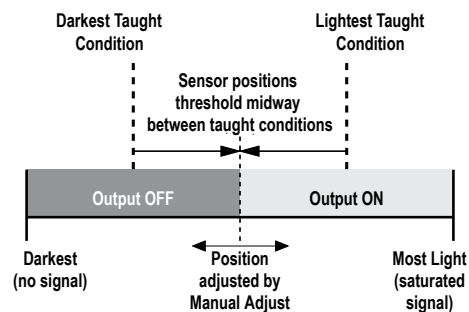 Darkest Taught
Condition
Lightest Taught
Condition
Sensor positions
threshold midway
between taught conditions
Output OFF
Output ON
Darkest
(no signal)
Position
adjusted by
Manual Adjust
Most Light
(saturated
signal)